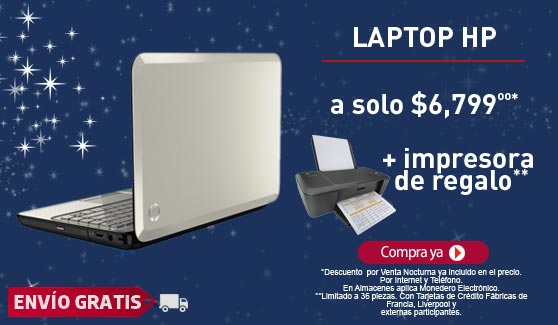 LAPTOP HP
a solo $6,799⁰⁰*
+ impresora
de regalo**
Compra ya
*Descuento por Venta Nocturna ya incluido en el precio.
Por Internet y Teléfono.
En Almacenes aplica Monedero Electrónico.
**Limitado a 36 piezas. Con Tarjetas de Crédito Fábricas de
Francia, Liverpool y
externas participantes.
ENVÍO GRATIS
hp